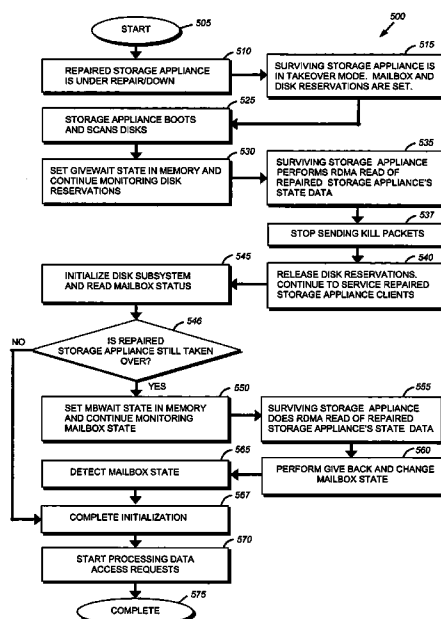 START
505
500
510
REPAIRED STORAGE APPLIANCE
IS UNDER REPAIR/DOWN
515
SURVIVING STORAGE APPLIANCE IS
IN TAKEOVER MODE. MAILBOX AND
DISK RESERVATIONS ARE SET.
525
STORAGE APPLIANCE BOOTS
AND SCANS DISKS
530
SET GIVEWAIT STATE IN MEMORY AND
CONTINUE MONITORING DISK
RESERVATIONS
535
SURVIVING STORAGE APPLIANCE
PERFORMS RDMA READ OF
REPAIRED STORAGE APPLIANCE'S
STATE DATA
537
STOP SENDING KILL PACKETS
540
RELEASE DISK RESERVATIONS.
CONTINUE TO SERVICE REPAIRED
STORAGE APPLIANCE CLIENTS
545
INITIALIZE DISK SUBSYSTEM
AND READ MAILBOX STATUS
546
IS REPAIRED
STORAGE APPLIANCE STILL TAKEN
OVER?
NO
YES
550
SET MBWAIT STATE IN MEMORY
AND CONTINUE MONITORING
MAILBOX STATE
555
SURVIVING STORAGE APPLIANCE
DOES RDMA READ OF REPAIRED
STORAGE APPLIANCE'S STATE DATA
560
PERFORM GIVE BACK AND CHANGE
MAILBOX STATE
565
DETECT MAILBOX STATE
567
COMPLETE INITIALIZATION
570
START PROCESSING DATA
ACCESS REQUESTS
575
COMPLETE